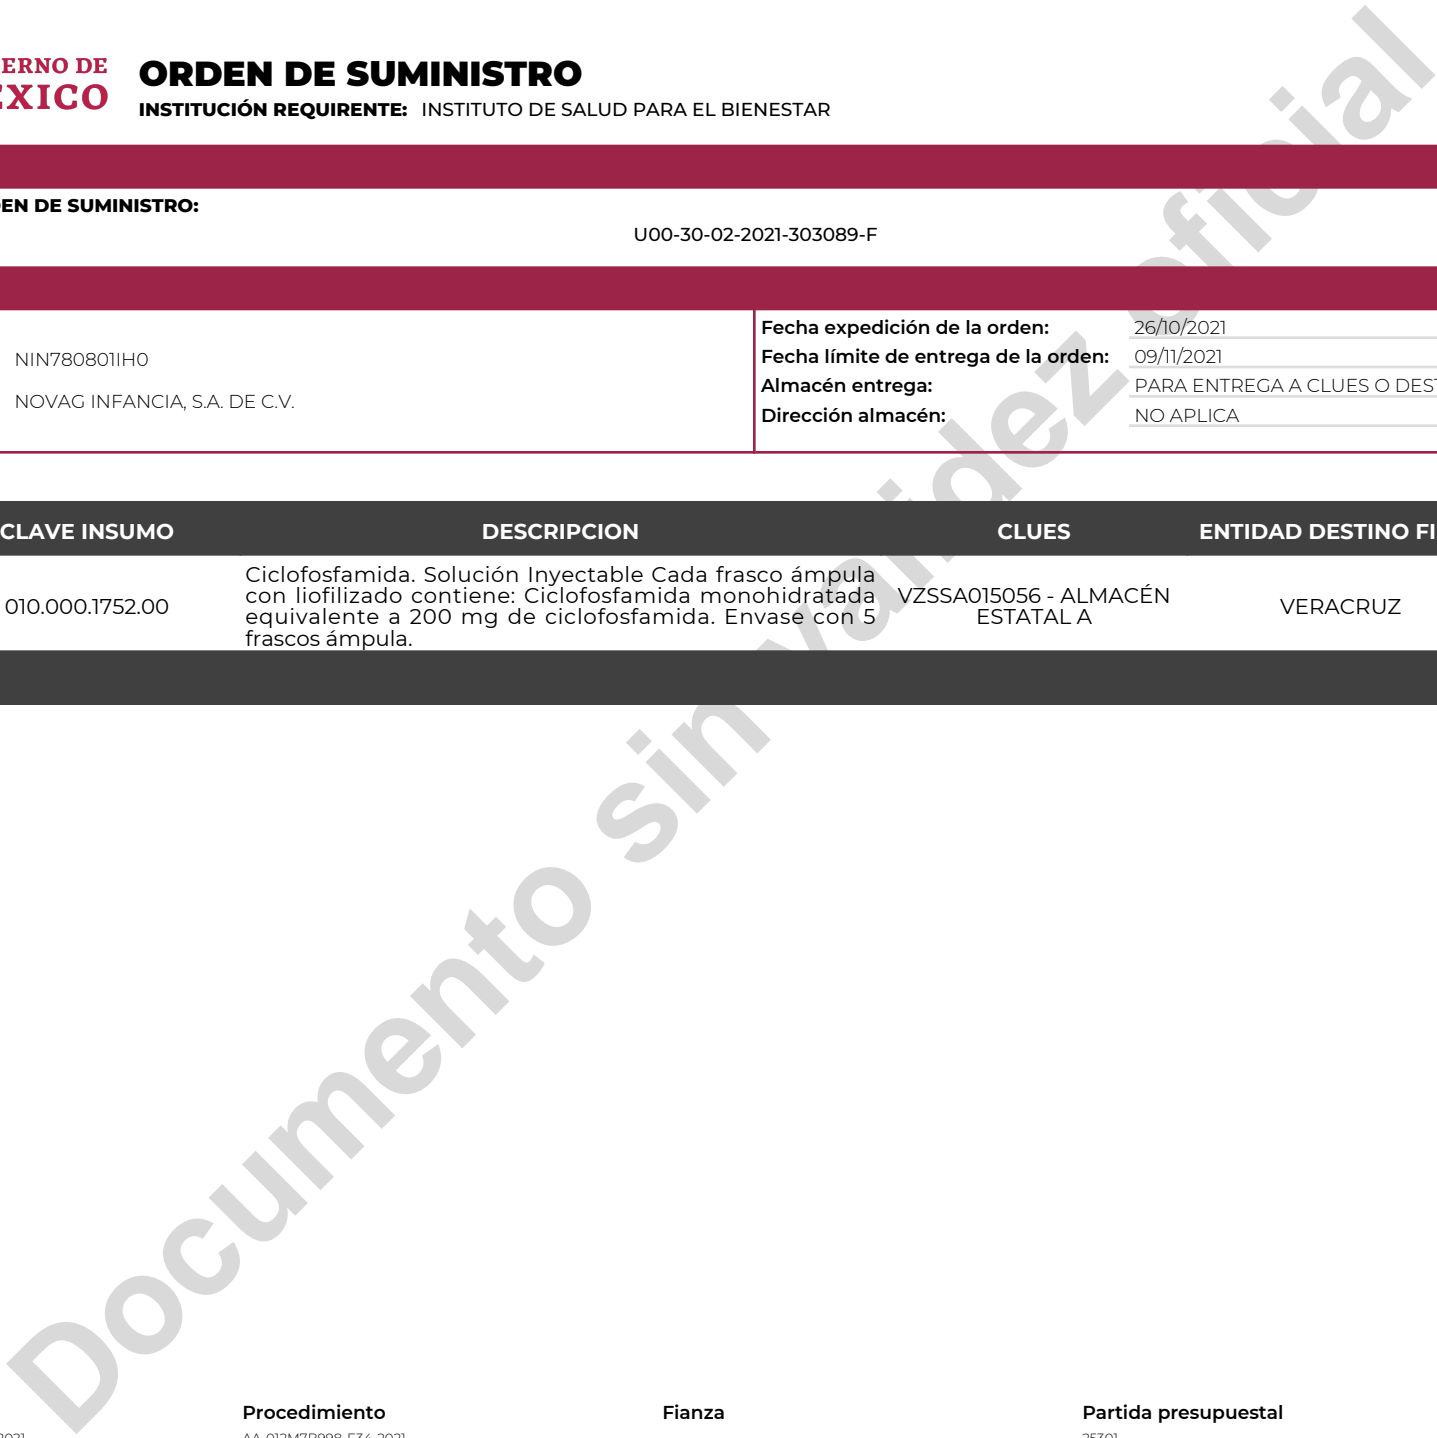 ERNO DE
EXICO
ORDEN DE SUMINISTRO
INSTITUCIÓN REQUIRENTE: INSTITUTO DE SALUD PARA EL BIENESTAR
EN DE SUMINISTRO:
U00-30-02-2021-303089-F
NIN780801IH0
NOVAG INFANCIA, S.A. DE C.V.
Fecha expedición de la orden: 26/10/2021
Fecha límite de entrega de la orden: 09/11/2021
Almacén entrega: PARA ENTREGA A CLUES O DEST
Dirección almacén: NO APLICA
CLAVE INSUMO DESCRIPCION CLUES ENTIDAD DESTINO FI
010.000.1752.00
Ciclofosfamida. Solución Inyectable Cada frasco ámpula
con liofilizado contiene: Ciclofosfamida monohidratada
equivalente a 200 mg de ciclofosfamida. Envase con 5
frascos ámpula.
VZSSA015056 - ALMACÉN
ESTATAL A
VERACRUZ
Documento sin validez oficial
Procedimiento Fianza Partida presupuestal